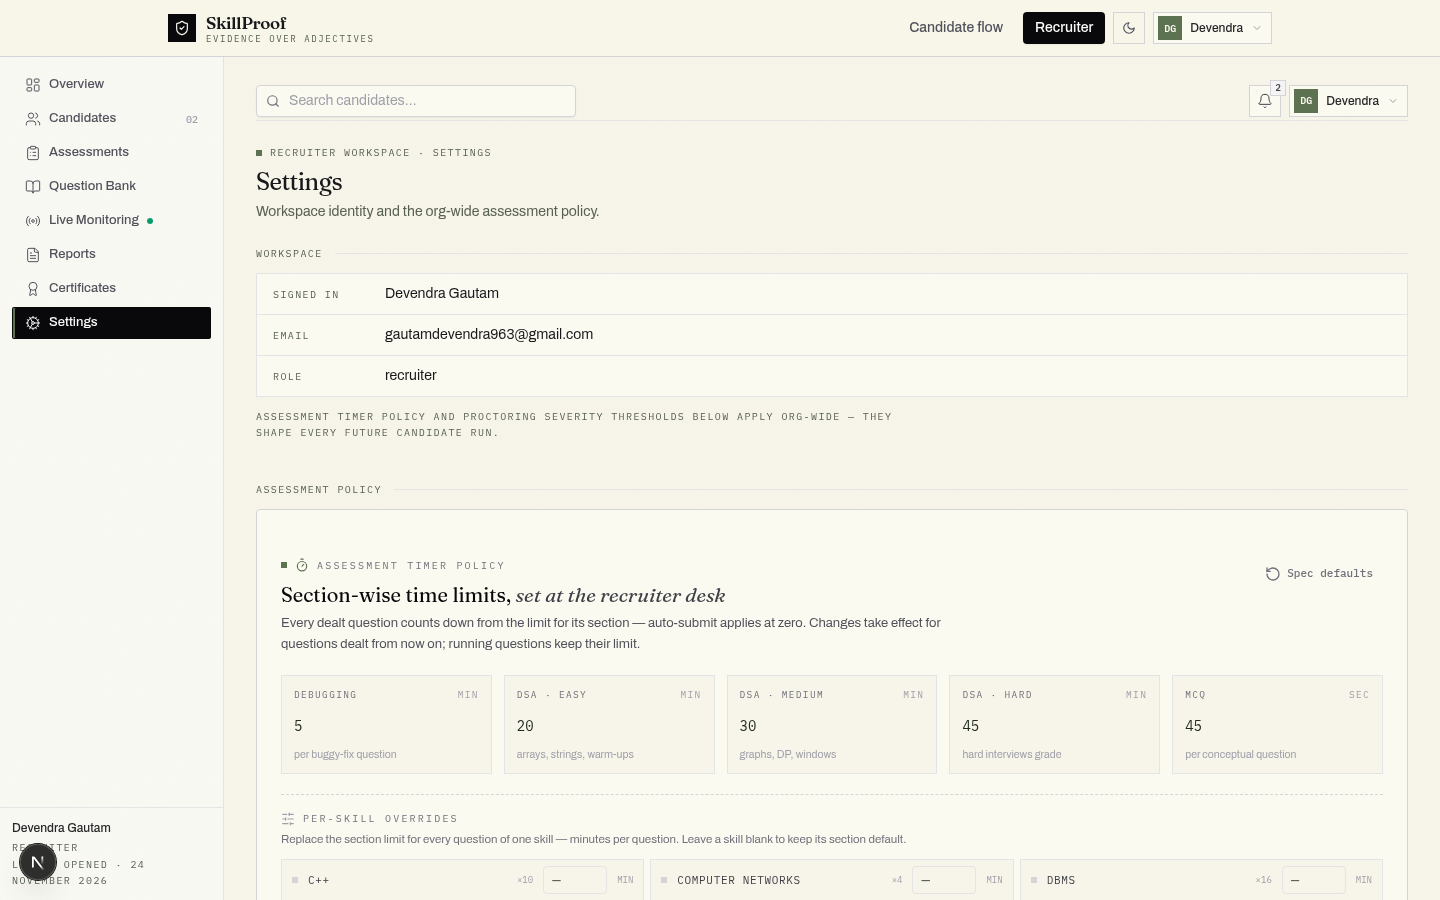 SkillProof
EVIDENCE OVER ADJECTIVES
Candidate flow
Recruiter
DG
Devendra
Overview
Candidates
02
Assessments
Question Bank
Live Monitoring
Reports
Certificates
Settings
Devendra Gautam
OPENED · 24
NOVEMBER 2026
N
Search candidates...
2
DG
Devendra
RECRUITER WORKSPACE · SETTINGS
Settings
Workspace identity and the org-wide assessment policy.
WORKSPACE
SIGNED IN
Devendra Gautam
EMAIL
gautamdevendra963@gmail.com
ROLE
recruiter
ASSESSMENT TIMER POLICY AND PROCTORING SEVERITY THRESHOLDS BELOW APPLY ORG-WIDE — THEY
SHAPE EVERY FUTURE CANDIDATE RUN.
ASSESSMENT POLICY
ASSESSMENT TIMER POLICY
Spec defaults
Section-wise time limits, set at the recruiter desk
Every dealt question counts down from the limit for its section — auto-submit applies at zero. Changes take effect for
questions dealt from now on; running questions keep their limit.
DEBUGGING MIN
5
per buggy-fix question
DSA · EASY MIN
20
arrays, strings, warm-ups
DSA · MEDIUM MIN
30
graphs, DP, windows
DSA · HARD MIN
45
hard interviews grade
MCQ SEC
45
per conceptual question
PER-SKILL OVERRIDES
Replace the section limit for every question of one skill — minutes per question. Leave a skill blank to keep its section default.
C++ ×10 — MIN
COMPUTER NETWORKS ×4 — MIN
DBMS ×16 — MIN